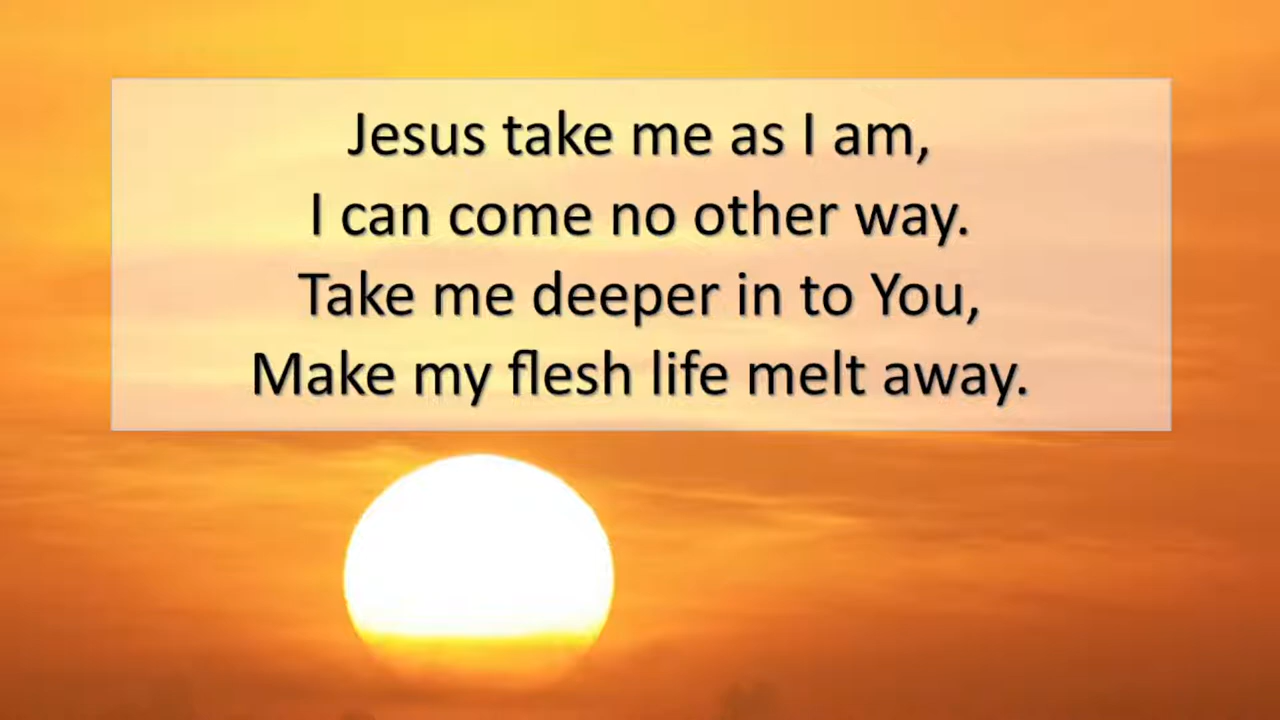 Jesus take me as I am,
I can come no other way.
Take me deeper in to You,
Make my flesh life melt away.